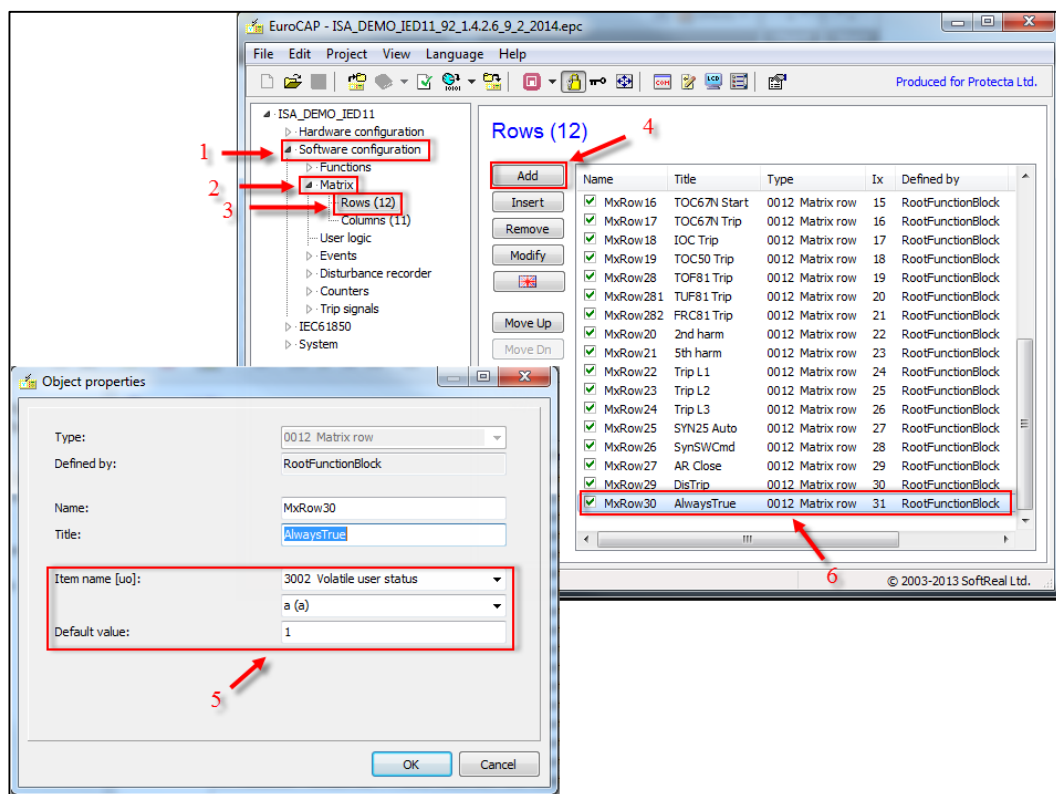 EuroCAP - ISA_DEMO_IED11_92_1.4.2.6_9_2_2014.epc
File Edit Project View Language Help
Produced for Protecta Ltd.
ISA_DEMO_IED11
Hardware configuration
1
Software configuration
Functions
2
Matrix
3
Rows (12)
Columns (11)
User logic
Events
Disturbance recorder
Counters
Trip signals
IEC61850
System
Rows (12)
4
Add
Insert
Remove
Modify
Move Up
Move Dn
Name Title Type Ix Defined by
MxRow16 TOC67N Start 0012 Matrix row 15 RootFunctionBlock
MxRow17 TOC67N Trip 0012 Matrix row 16 RootFunctionBlock
MxRow18 IOC Trip 0012 Matrix row 17 RootFunctionBlock
MxRow19 TOC50 Trip 0012 Matrix row 18 RootFunctionBlock
MxRow28 TOF81 Trip 0012 Matrix row 19 RootFunctionBlock
MxRow281 TUF81 Trip 0012 Matrix row 20 RootFunctionBlock
MxRow282 FRC81 Trip 0012 Matrix row 21 RootFunctionBlock
MxRow20 2nd harm 0012 Matrix row 22 RootFunctionBlock
MxRow21 5th harm 0012 Matrix row 23 RootFunctionBlock
MxRow22 Trip L1 0012 Matrix row 24 RootFunctionBlock
MxRow23 Trip L2 0012 Matrix row 25 RootFunctionBlock
MxRow24 Trip L3 0012 Matrix row 26 RootFunctionBlock
MxRow25 SYN25 Auto 0012 Matrix row 27 RootFunctionBlock
MxRow26 SynSWCmd 0012 Matrix row 28 RootFunctionBlock
MxRow27 AR Close 0012 Matrix row 29 RootFunctionBlock
MxRow29 DisTrip 0012 Matrix row 30 RootFunctionBlock
MxRow30 AlwaysTrue 0012 Matrix row 31 RootFunctionBlock
6
© 2003-2013 SoftReal Ltd.
Object properties
Type: 0012 Matrix row
Defined by: RootFunctionBlock
Name: MxRow30
Title: AlwaysTrue
Item name [uo]: 3002 Volatile user status
a (a)
Default value: 1
5
OK Cancel